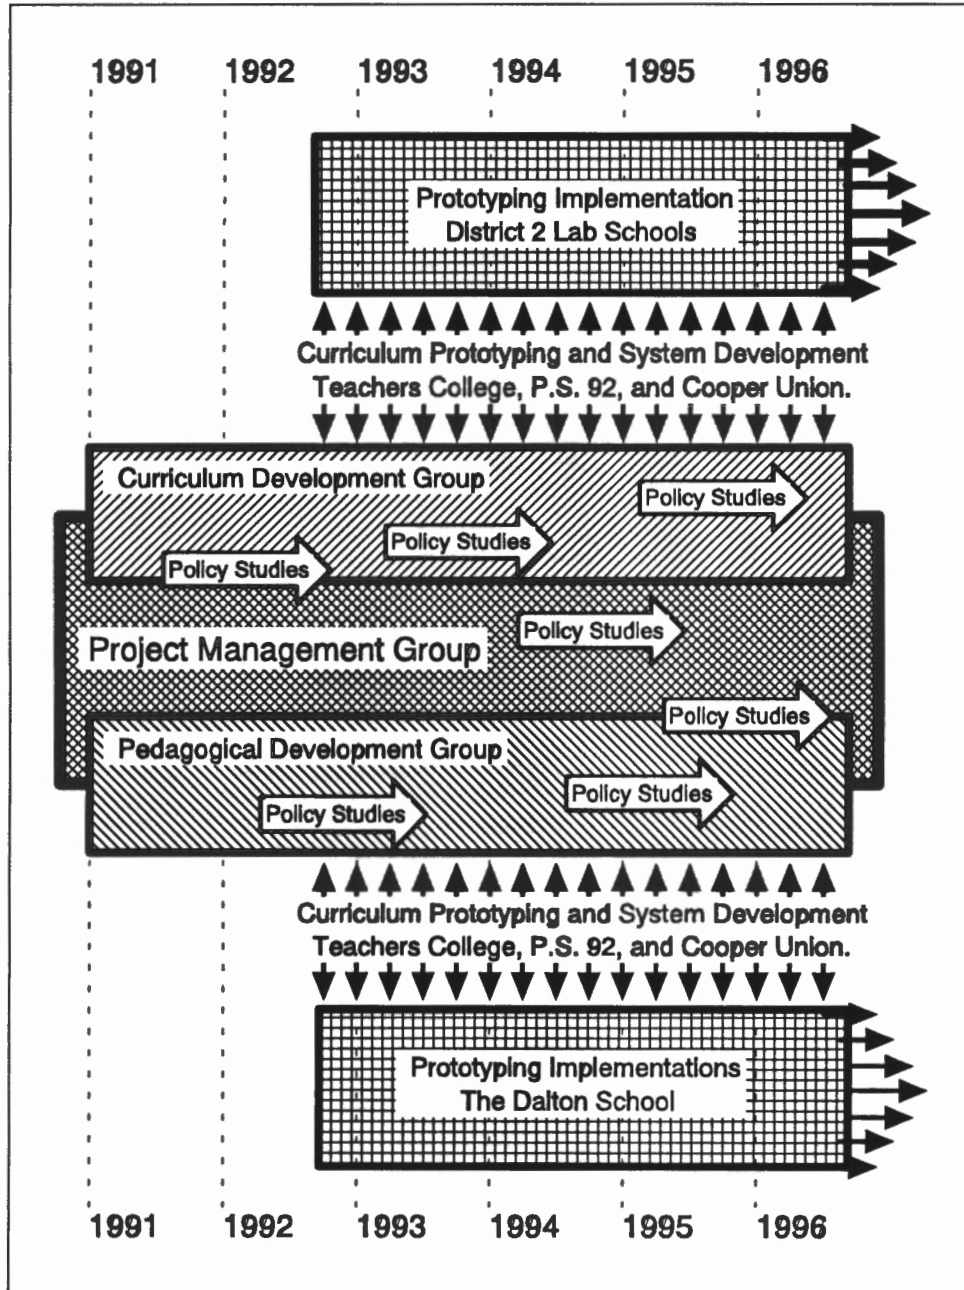 1991 1992 1993 1994 1995 1996
Prototyping Implementation
District 2 Lab Schools
Curriculum Prototyping and System Development
Teachers College, P.S. 92, and Cooper Union.
Curriculum Development Group
Policy Studies
Policy Studies
Policy Studies
Policy Studies
Project Management Group
Policy Studies
Pedagogical Development Group
Policy Studies
Policy Studies
Curriculum Prototyping and System Development
Teachers College, P.S. 92, and Cooper Union.
Prototyping Implementations
The Dalton School
1991 1992 1993 1994 1995 1996